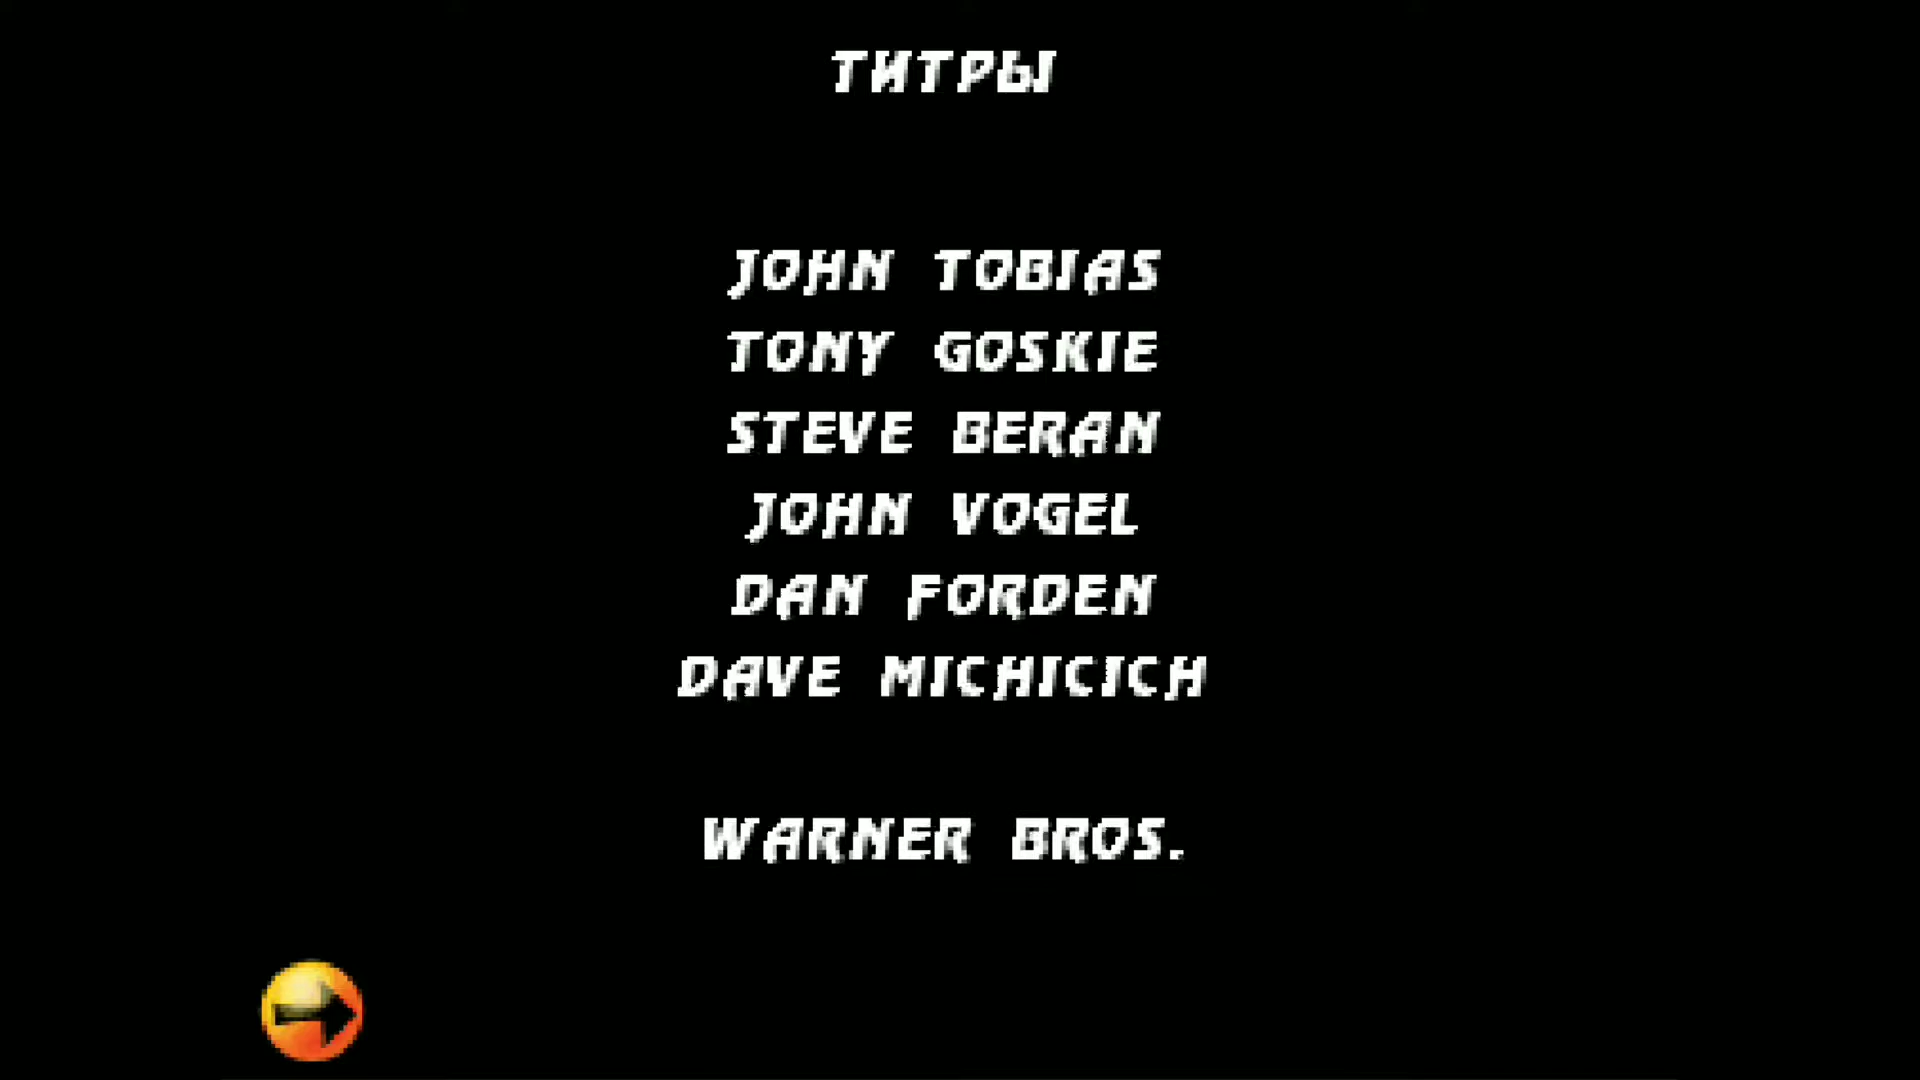 ТИТРЫ
JOHN TOBIAS
TONY GOSKIE
STEVE BERAN
JOHN VOGEL
DAN FORDEN
DAVE MICHICICH
WARNER BROS.